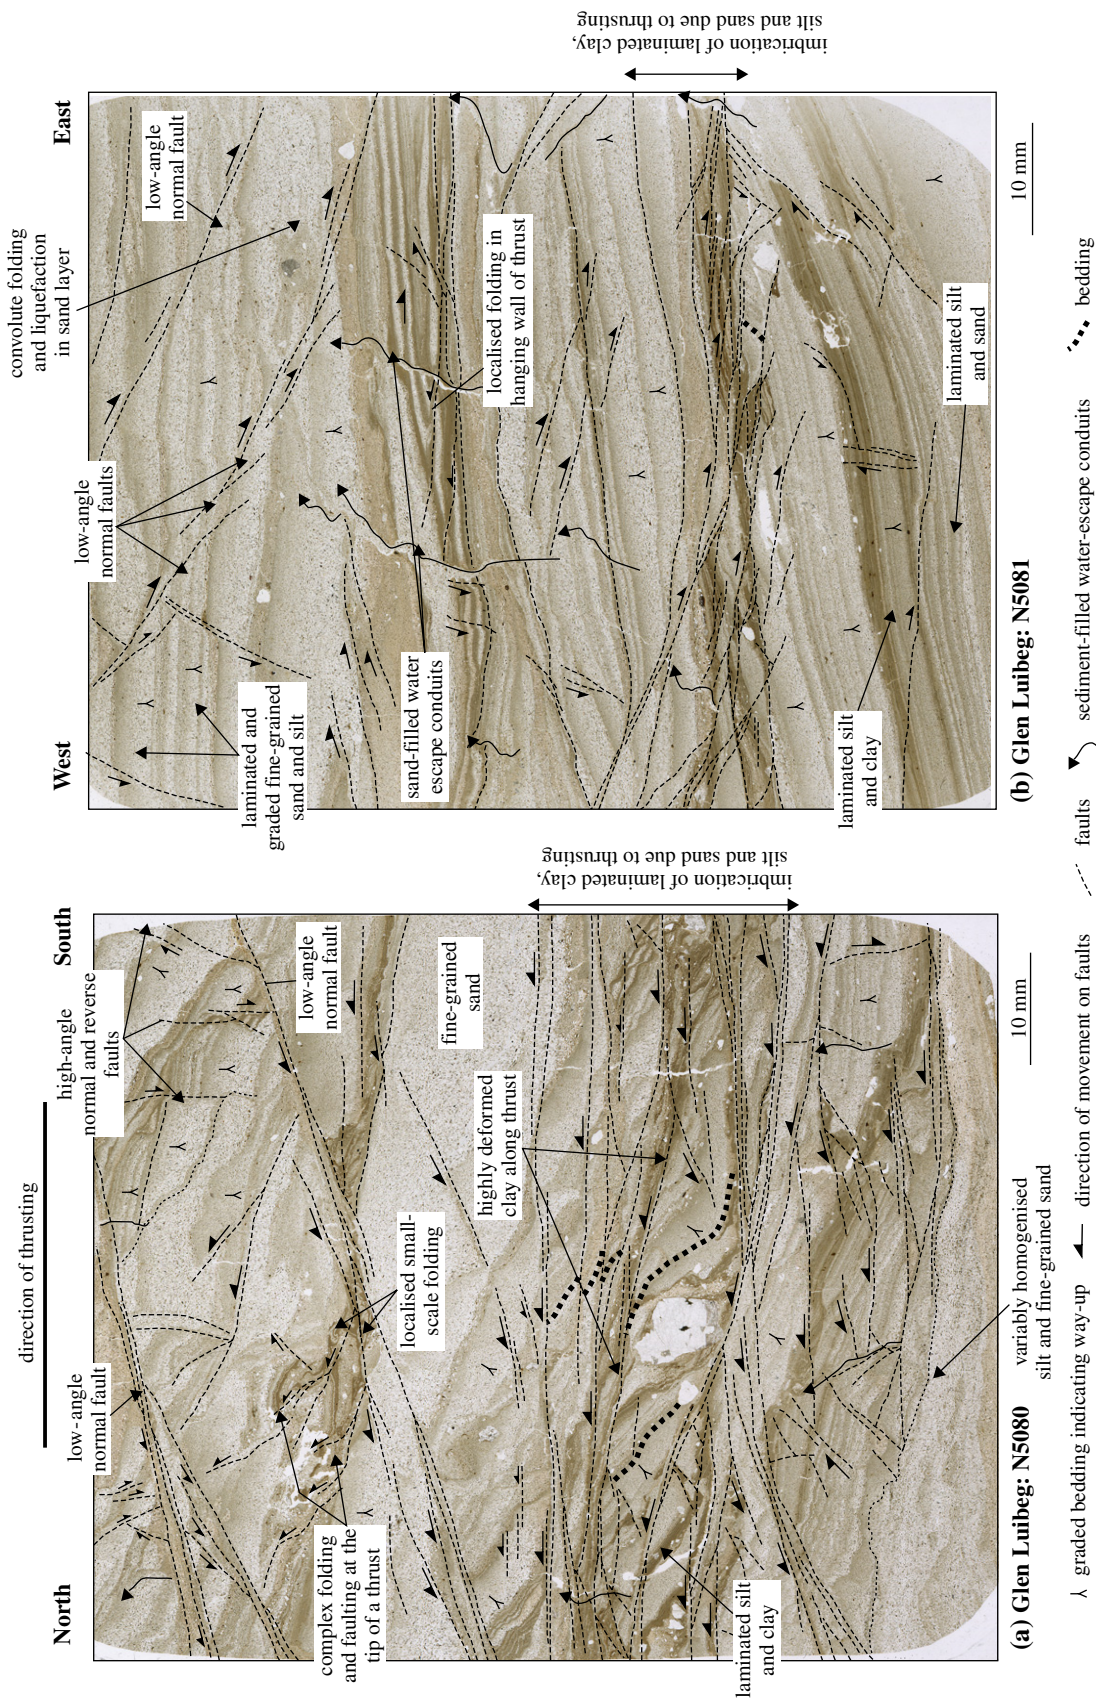 direction of thrusting
North
South
low-angle
normal fault
high-angle
normal and reverse
faults
low-angle
normal fault
fine-grained
sand
localised small-
scale folding
complex folding
and faulting at the
tip of a thrust
highly deformed
clay along thrust
imbrication of laminated clay,
silt and sand due to thrusting
laminated silt
and clay
variably homogenised
silt and fine-grained sand
10 mm
(a) Glen Luibeg: N5080
West
East
convolute folding
and liquefaction
in sand layer
low-angle
normal faults
low-angle
normal fault
laminated and
graded fine-grained
sand and silt
sand-filled water
escape conduits
localised folding in
hanging wall of thrust
imbrication of laminated clay,
silt and sand due to thrusting
laminated silt
and clay
laminated silt
and sand
10 mm
(b) Glen Luibeg: N5081
graded bedding indicating way-up
direction of movement on faults
faults
sediment-filled water-escape conduits
bedding